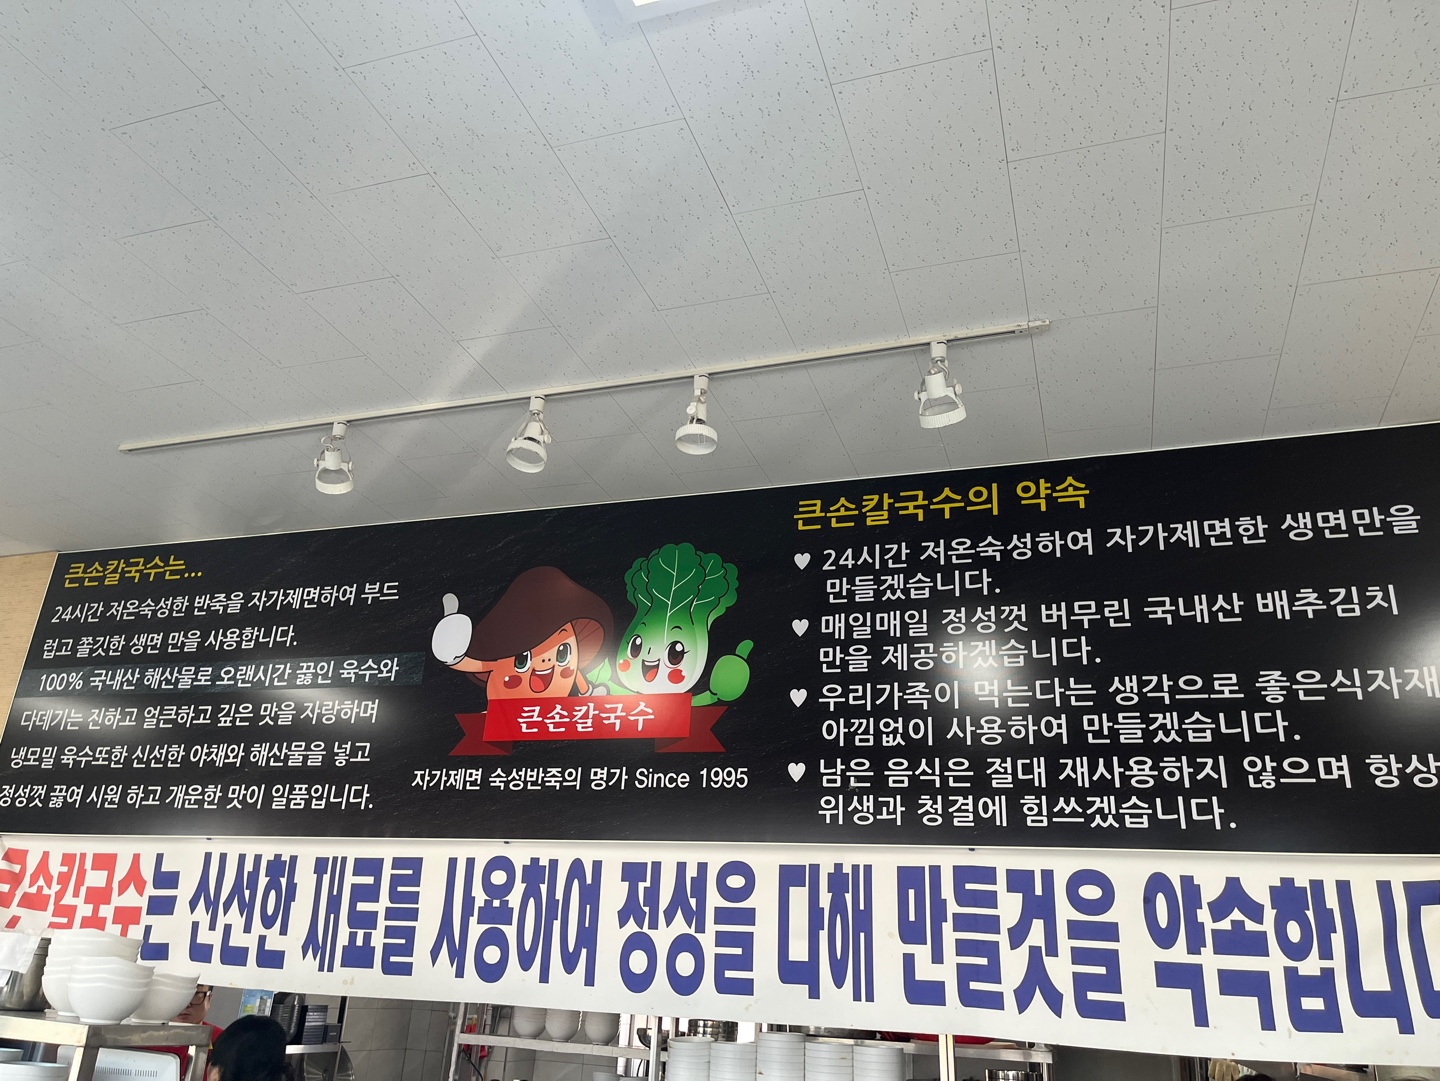 큰손칼국수는...
24시간 저온숙성한 반죽을 자가제면하여 부드
럽고 쫄깃한 생면 만을 사용합니다.
100% 국내산 해산물로 오랜시간 끓인 육수와
다데기는 진하고 얼큰하고 깊은 맛을 자랑하며
냉모밀 육수또한 신선한 야채와 해산물을 넣고
정성껏 끓여 시원 하고 개운한 맛이 일품입니다.
큰손칼국수
자가제면 숙성반죽의 명가 Since 1995
큰손칼국수의 약속
♥ 24시간 저온숙성하여 자가제면한 생면만을
만들겠습니다.
♥ 매일매일 정성껏 버무린 국내산 배추김치
만을 제공하겠습니다.
♥ 우리가족이 먹는다는 생각으로 좋은식자재
아낌없이 사용하여 만들겠습니다.
♥ 남은 음식은 절대 재사용하지 않으며 항상
위생과 청결에 힘쓰겠습니다.
큰손칼국수는 신선한 재료를 사용하여 정성을 다해 만들것을 약속합니다